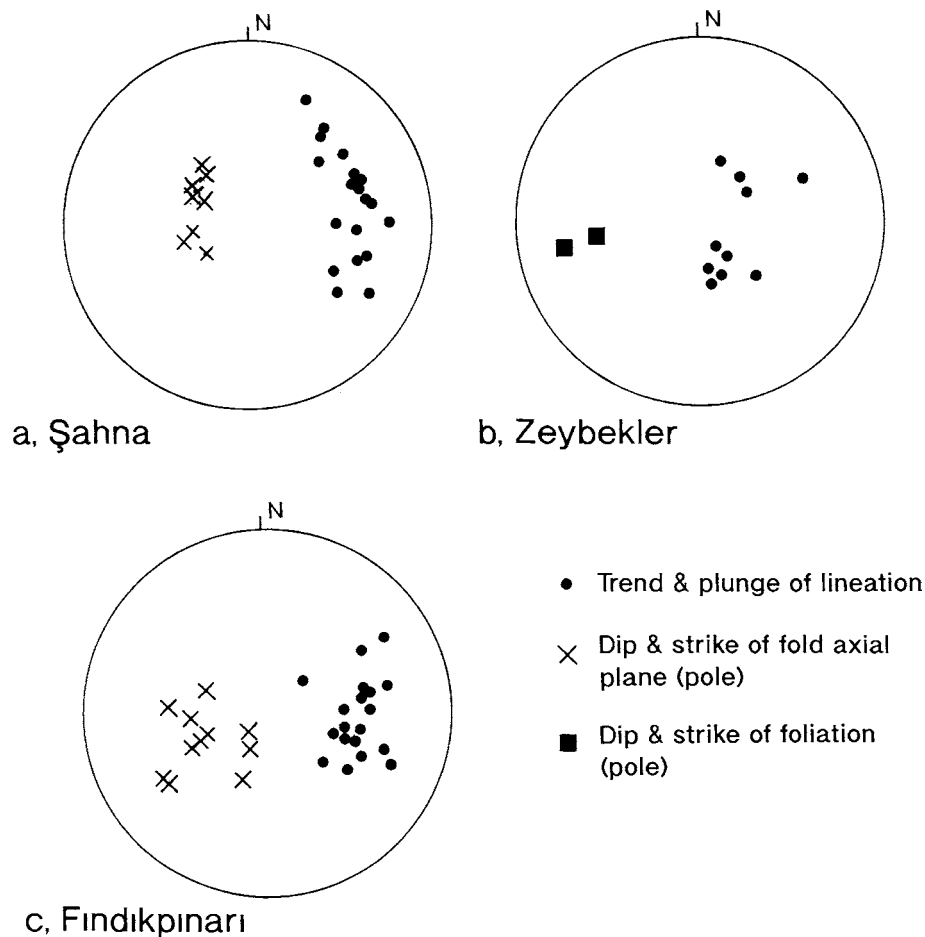 N
N
a, Şahna
b, Zeybekler
N
Trend & plunge of lineation
Dip & strike of fold axial
plane (pole)
Dip & strike of foliation
(pole)
c, Fındıkpınarı